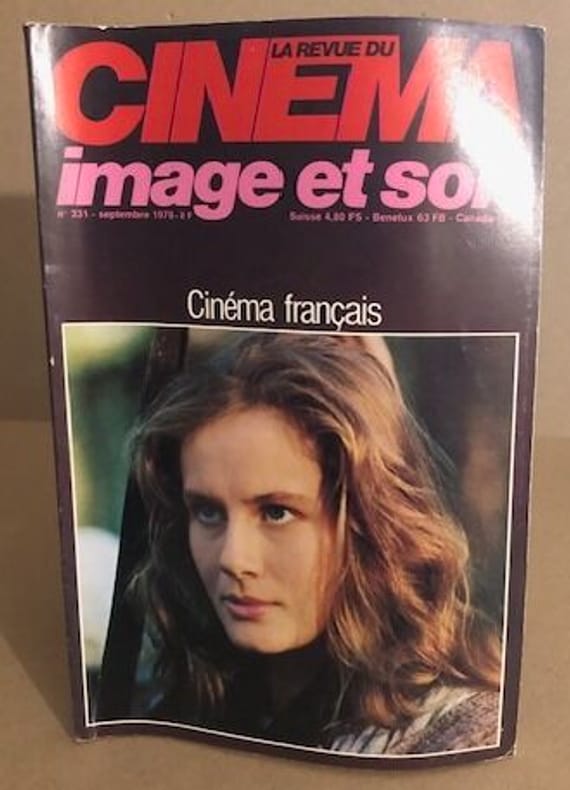 LA REVUE DU
CINEMA
image et son
n° 331 - septembre 1978 - 8 F
Suisse 4,80 FS - Benelux 63 FB - Canada
Cinéma français